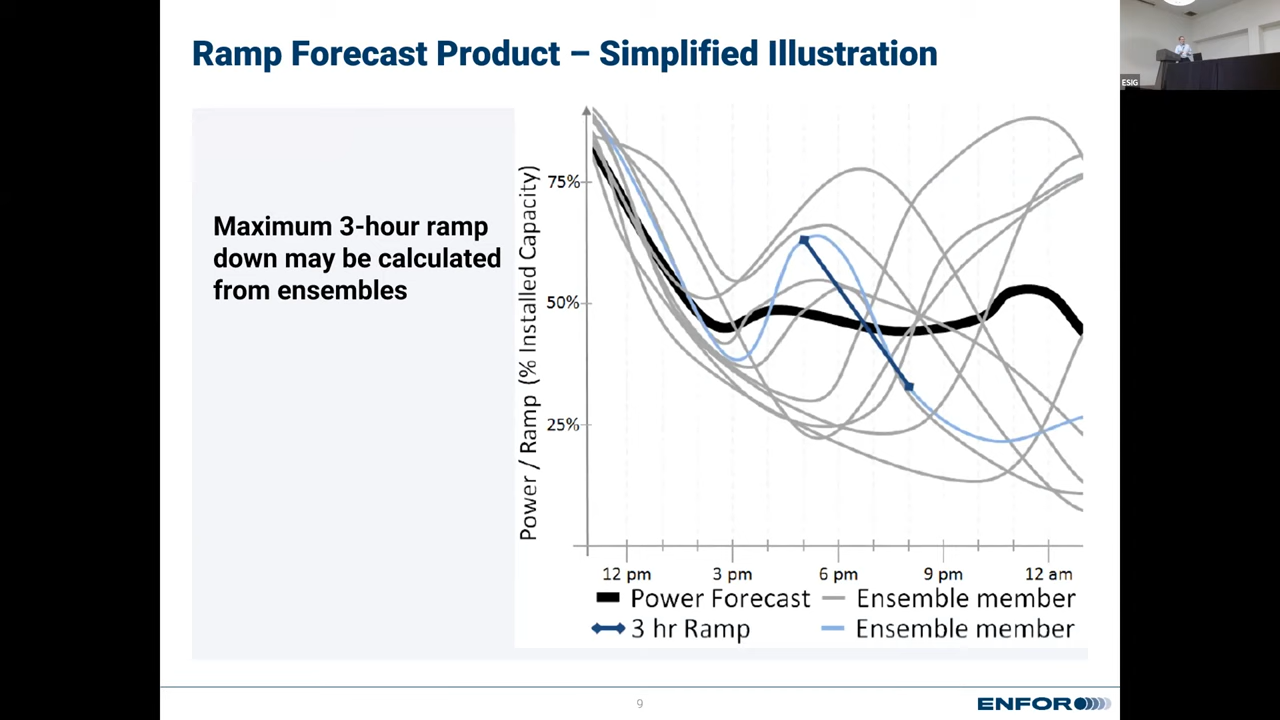 Ramp Forecast Product – Simplified Illustration
ESIG
Maximum 3-hour ramp
down may be calculated
from ensembles
Power / Ramp (% Installed Capacity)
75%
50%
25%
12 pm
3 pm
6 pm
9 pm
12 am
Power Forecast
Ensemble member
3 hr Ramp
Ensemble member
9
ENFOR